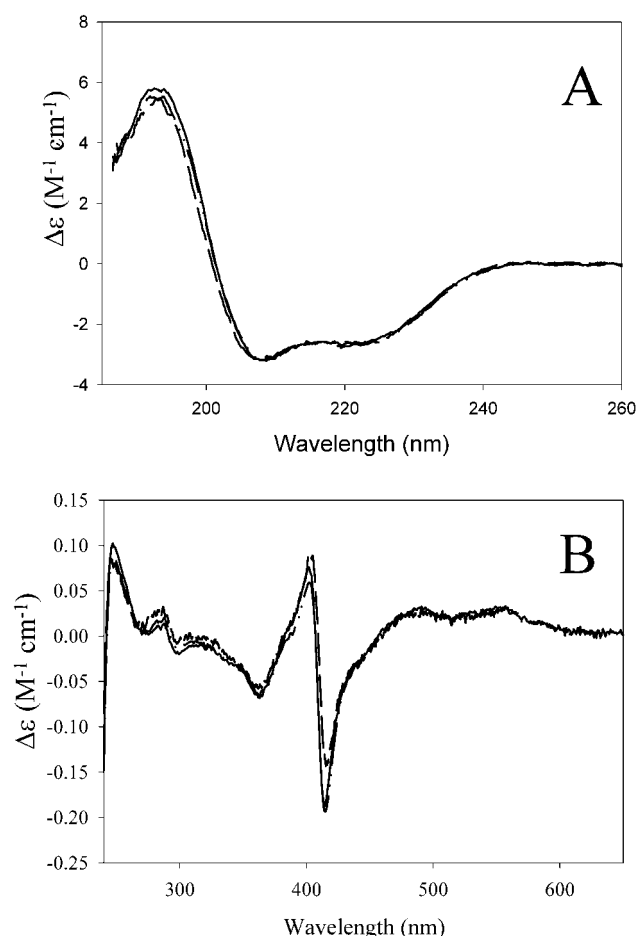 8
6
4
2
0
-2
-4
Δε (M⁻¹ cm⁻¹)
A
200 220 240 260
Wavelength (nm)
0.15
0.10
0.05
0.00
-0.05
-0.10
-0.15
-0.20
-0.25
Δε (M⁻¹ cm⁻¹)
B
300 400 500 600
Wavelength (nm)